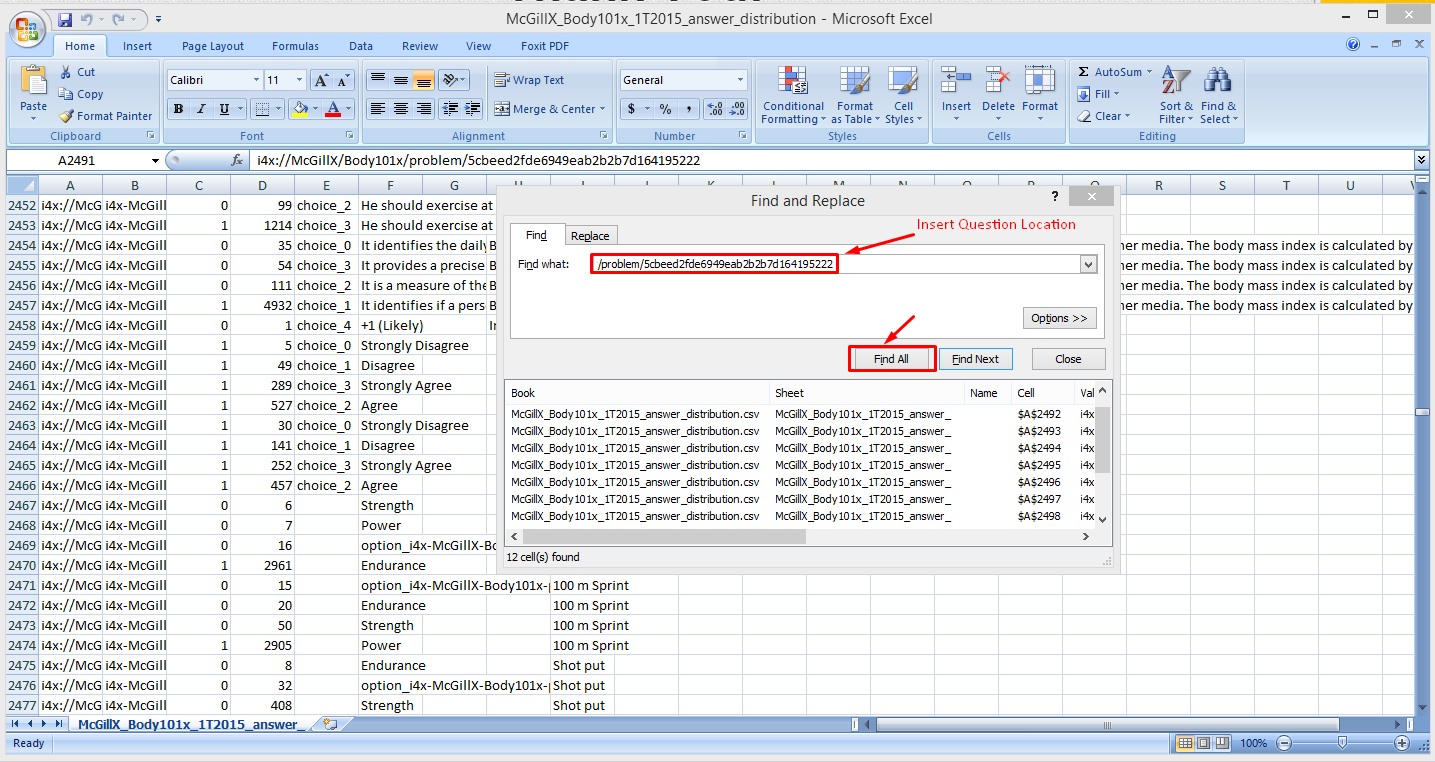 McGillX_Body101x_1T2015_answer_distribution - Microsoft Excel
Home Insert Page Layout Formulas Data Review View Foxit PDF
Paste
Cut
Copy
Format Painter
Clipboard
Calibri 11
B I U
Font
Wrap Text
Merge & Center
Alignment
General
$ % ,
Number
Conditional Formatting
Format as Table
Cell Styles
Styles
Insert Delete Format
Cells
Σ AutoSum
Fill
Clear
Sort & Filter
Find & Select
Editing
A2491 fx i4x://McGillX/Body101x/problem/5cbeed2fde6949eab2b2b7d164195222
A B C D E F G R S T U
2452 i4x://McG i4x-McGill 0 99 choice_2 He should exercise at
2453 i4x://McG i4x-McGill 1 1214 choice_3 He should exercise at
2454 i4x://McG i4x-McGill 0 35 choice_0 It identifies the daily B ner media. The body mass index is calculated by
2455 i4x://McG i4x-McGill 0 54 choice_3 It provides a precise B ner media. The body mass index is calculated by
2456 i4x://McG i4x-McGill 0 111 choice_2 It is a measure of the B ner media. The body mass index is calculated by
2457 i4x://McG i4x-McGill 1 4932 choice_1 It identifies if a pers B ner media. The body mass index is calculated by
2458 i4x://McG i4x-McGill 0 1 choice_4 +1 (Likely) Ir
2459 i4x://McG i4x-McGill 1 5 choice_0 Strongly Disagree
2460 i4x://McG i4x-McGill 1 49 choice_1 Disagree
2461 i4x://McG i4x-McGill 1 289 choice_3 Strongly Agree
2462 i4x://McG i4x-McGill 1 527 choice_2 Agree
2463 i4x://McG i4x-McGill 1 30 choice_0 Strongly Disagree
2464 i4x://McG i4x-McGill 1 141 choice_1 Disagree
2465 i4x://McG i4x-McGill 1 252 choice_3 Strongly Agree
2466 i4x://McG i4x-McGill 1 457 choice_2 Agree
2467 i4x://McG i4x-McGill 0 6 Strength
2468 i4x://McG i4x-McGill 0 7 Power
2469 i4x://McG i4x-McGill 0 16 option_i4x-McGillX-Bo
2470 i4x://McG i4x-McGill 1 2961 Endurance
2471 i4x://McG i4x-McGill 0 15 option_i4x-McGillX-Body101x-p 100 m Sprint
2472 i4x://McG i4x-McGill 0 20 Endurance 100 m Sprint
2473 i4x://McG i4x-McGill 0 50 Strength 100 m Sprint
2474 i4x://McG i4x-McGill 1 2905 Power 100 m Sprint
2475 i4x://McG i4x-McGill 0 8 Endurance Shot put
2476 i4x://McG i4x-McGill 0 32 option_i4x-McGillX-Body101x-p Shot put
2477 i4x://McG i4x-McGill 0 408 Strength Shot put
Find and Replace
Find Replace
Insert Question Location
Find what: /problem/5cbeed2fde6949eab2b2b7d164195222
Options >>
Find All Find Next Close
Book Sheet Name Cell Val
McGillX_Body101x_1T2015_answer_distribution.csv McGillX_Body101x_1T2015_answer_ $A$2492 i4x
McGillX_Body101x_1T2015_answer_distribution.csv McGillX_Body101x_1T2015_answer_ $A$2493 i4x
McGillX_Body101x_1T2015_answer_distribution.csv McGillX_Body101x_1T2015_answer_ $A$2494 i4x
McGillX_Body101x_1T2015_answer_distribution.csv McGillX_Body101x_1T2015_answer_ $A$2495 i4x
McGillX_Body101x_1T2015_answer_distribution.csv McGillX_Body101x_1T2015_answer_ $A$2496 i4x
McGillX_Body101x_1T2015_answer_distribution.csv McGillX_Body101x_1T2015_answer_ $A$2497 i4x
McGillX_Body101x_1T2015_answer_distribution.csv McGillX_Body101x_1T2015_answer_ $A$2498 i4x
12 cell(s) found
McGillX_Body101x_1T2015_answer_
Ready 100%